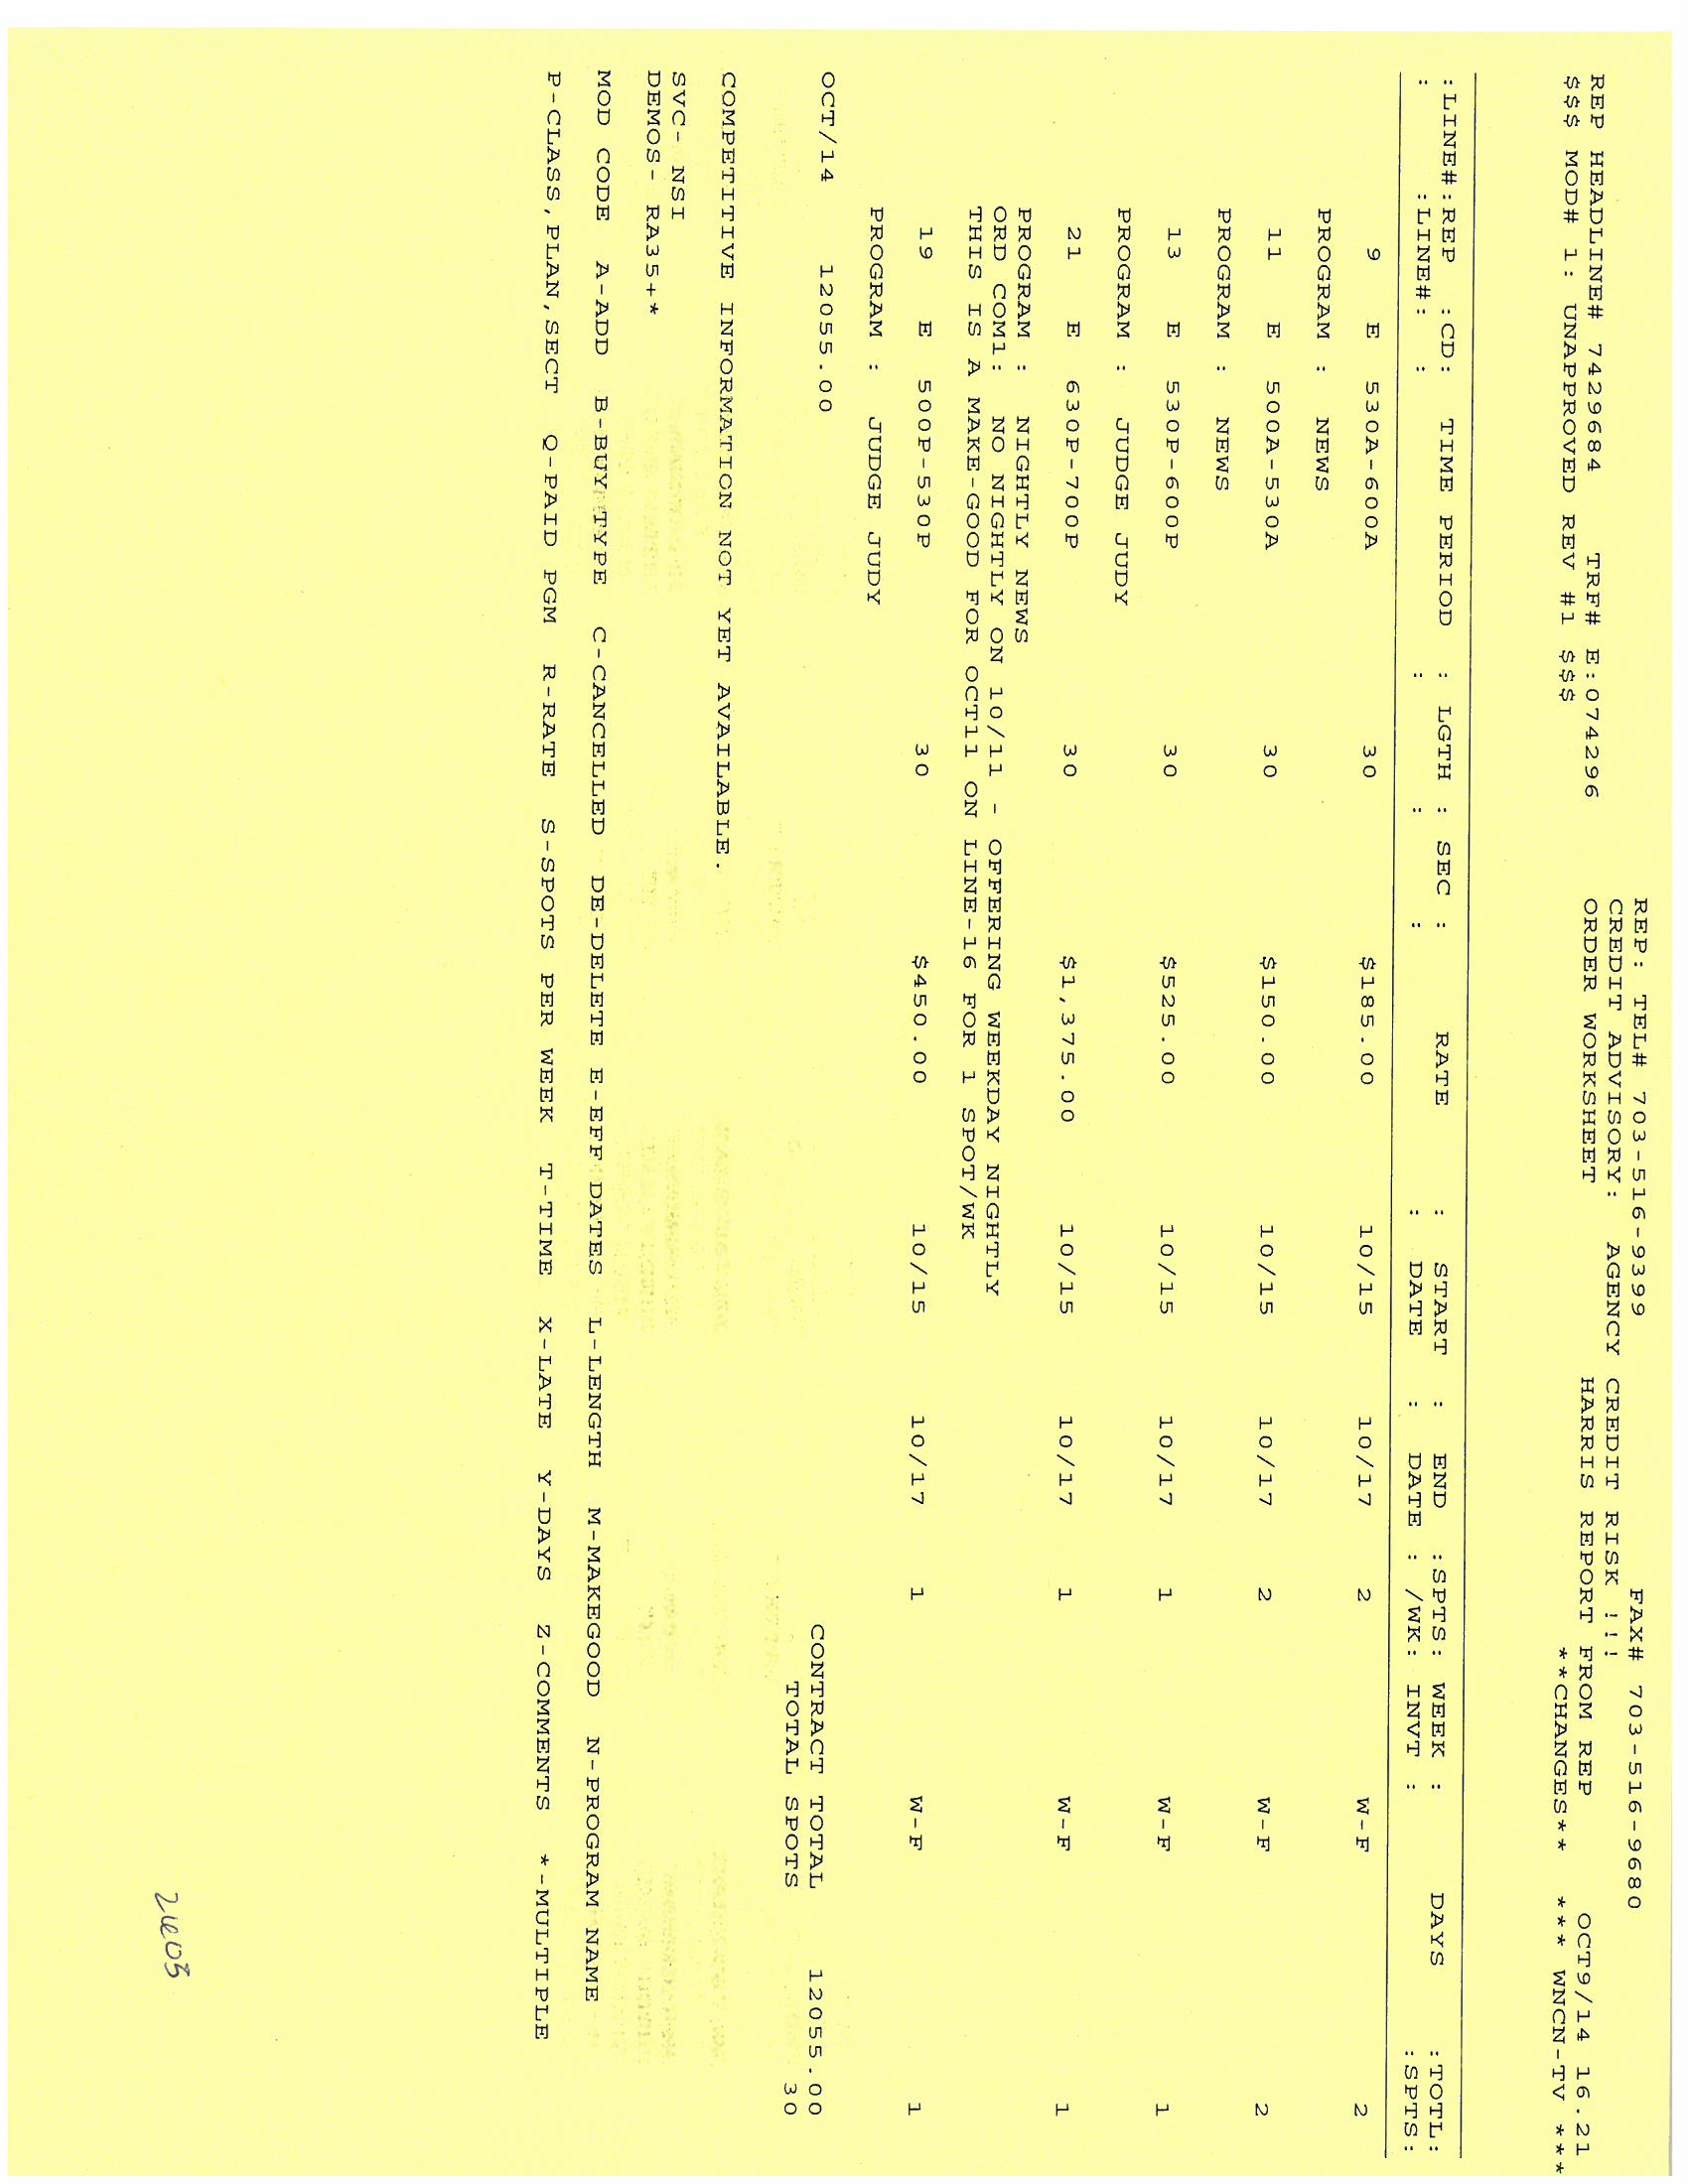 REP: TEL# 703-516-9399 FAX# 703-516-9680
CREDIT ADVISORY: AGENCY CREDIT RISK !!!
ORDER WORKSHEET HARRIS REPORT FROM REP OCT9/14 16.21
REP HEADLINE# 7429684 TRF# E:074296 **CHANGES** *** WNCN-TV ***
$$$ MOD# 1: UNAPPROVED REV #1 $$$
:LINE#:REP :CD: TIME PERIOD : LGTH : SEC : RATE : START : END :SPTS: WEEK : DAYS :TOTL:
: :LINE#: : : : : DATE : DATE : /WK: INVT : :SPTS:
9 E 530A-600A 30 $185.00 10/15 10/17 2 W-F 2
PROGRAM : NEWS
11 E 500A-530A 30 $150.00 10/15 10/17 2 W-F 2
PROGRAM : NEWS
13 E 530P-600P 30 $525.00 10/15 10/17 1 W-F 1
PROGRAM : JUDGE JUDY
21 E 630P-700P 30 $1,375.00 10/15 10/17 1 W-F 1
PROGRAM : NIGHTLY NEWS
ORD COM1: NO NIGHTLY ON 10/11 - OFFERING WEEKDAY NIGHTLY
THIS IS A MAKE-GOOD FOR OCT11 ON LINE-16 FOR 1 SPOT/WK
19 E 500P-530P 30 $450.00 10/15 10/17 1 W-F 1
PROGRAM : JUDGE JUDY
OCT/14 12055.00 CONTRACT TOTAL 12055.00
TOTAL SPOTS 30
COMPETITIVE INFORMATION NOT YET AVAILABLE.
SVC- NSI
DEMOS- RA35+*
MOD CODE A-ADD B-BUY TYPE C-CANCELLED DE-DELETE E-EFF DATES L-LENGTH M-MAKEGOOD N-PROGRAM NAME
P-CLASS,PLAN,SECT Q-PAID PGM R-RATE S-SPOTS PER WEEK T-TIME X-LATE Y-DAYS Z-COMMENTS *-MULTIPLE